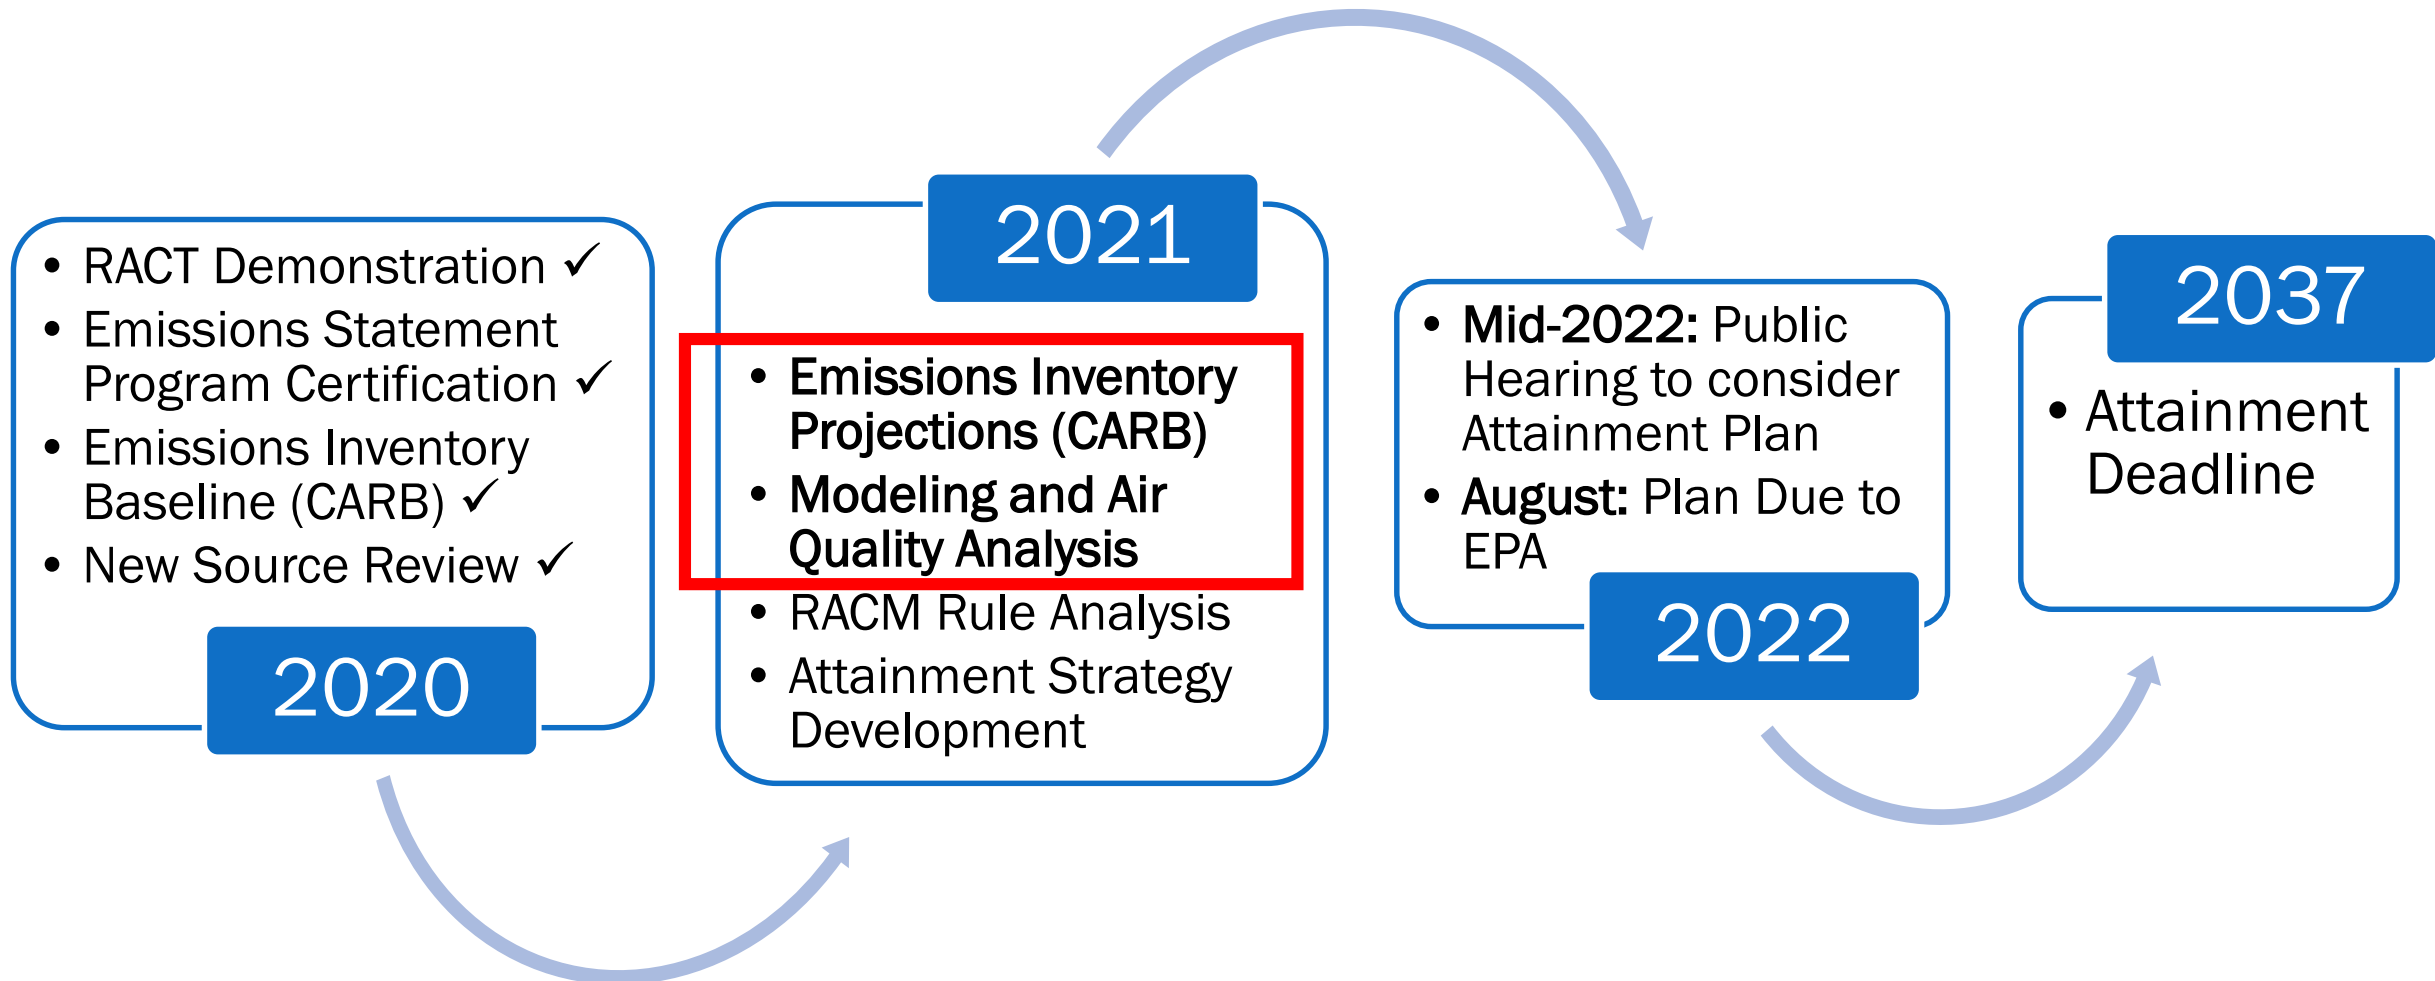 • RACT Demonstration ✓
• Emissions Statement
Program Certification ✓
• Emissions Inventory
Baseline (CARB) ✓
• New Source Review ✓
2020
2021
• Emissions Inventory
Projections (CARB)
• Modeling and Air
Quality Analysis
• RACM Rule Analysis
• Attainment Strategy
Development
• Mid-2022: Public
Hearing to consider
Attainment Plan
• August: Plan Due to
EPA
2022
2037
• Attainment
Deadline